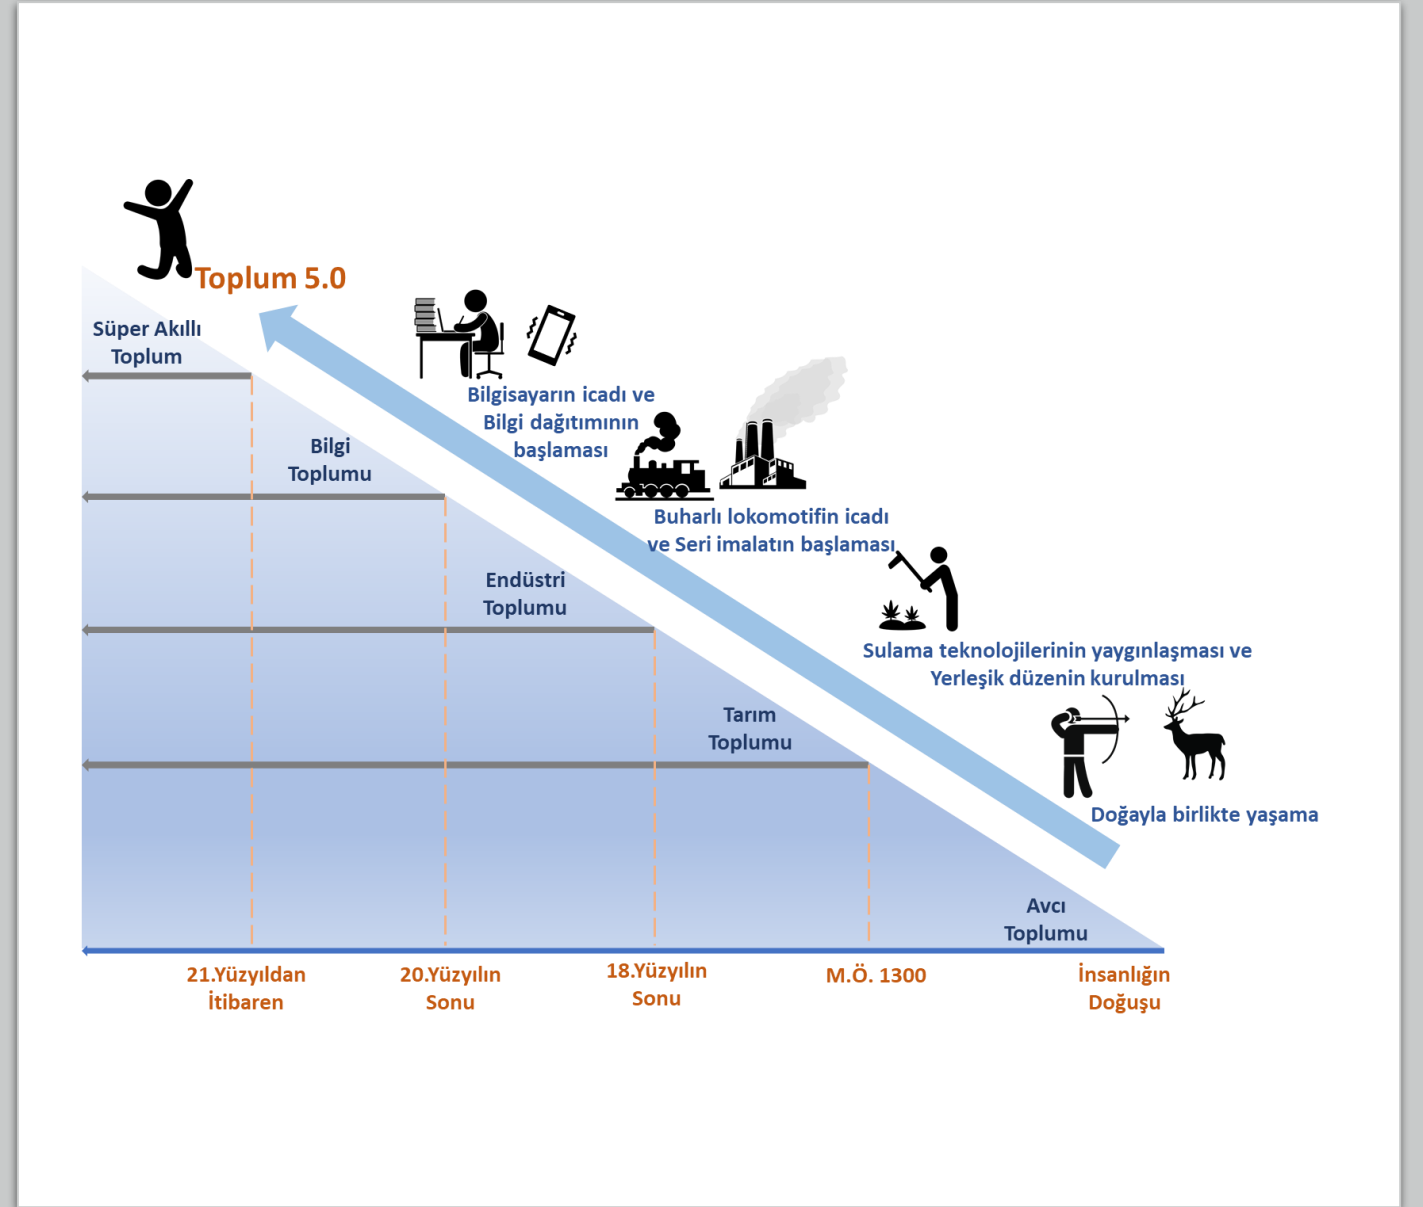 Toplum 5.0
Süper Akıllı
Toplum
Bilgisayarın icadı ve
Bilgi dağıtımının
başlaması
Bilgi
Toplumu
Buharlı lokomotifin icadı
ve Seri imalatın başlaması
Endüstri
Toplumu
Sulama teknolojilerinin yaygınlaşması ve
Yerleşik düzenin kurulması
Tarım
Toplumu
Doğayla birlikte yaşama
Avcı
Toplumu
21.Yüzyıldan
İtibaren
20.Yüzyılın
Sonu
18.Yüzyılın
Sonu
M.Ö. 1300
İnsanlığın
Doğuşu